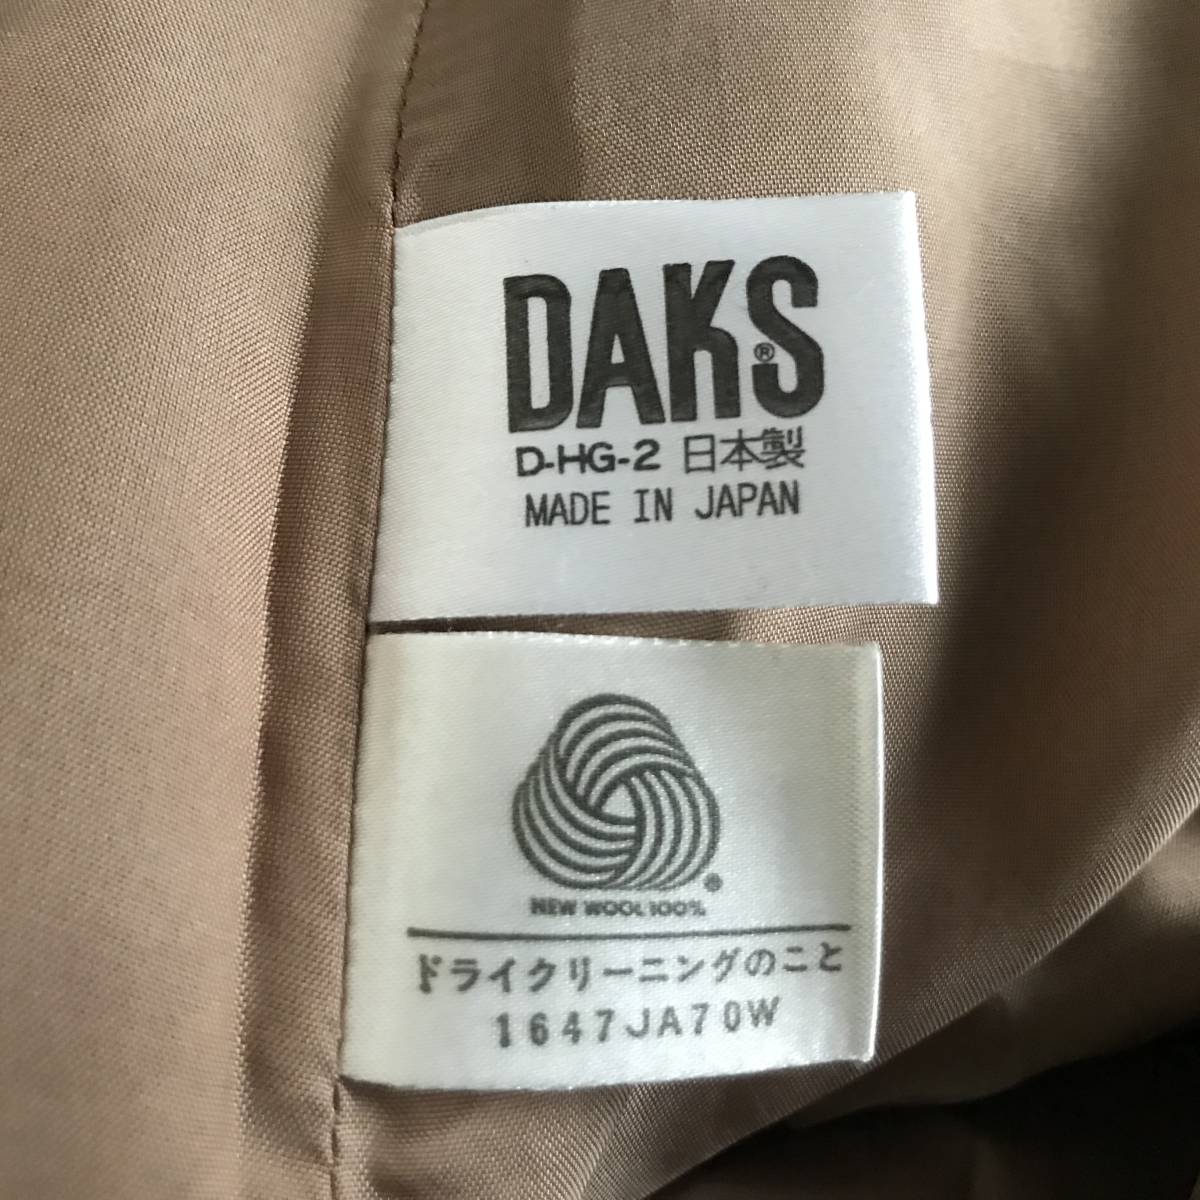 DAKS®
D-HG-2 日本製
MADE IN JAPAN
NEW WOOL 100%
ドライクリーニングのこと
1647JA70W